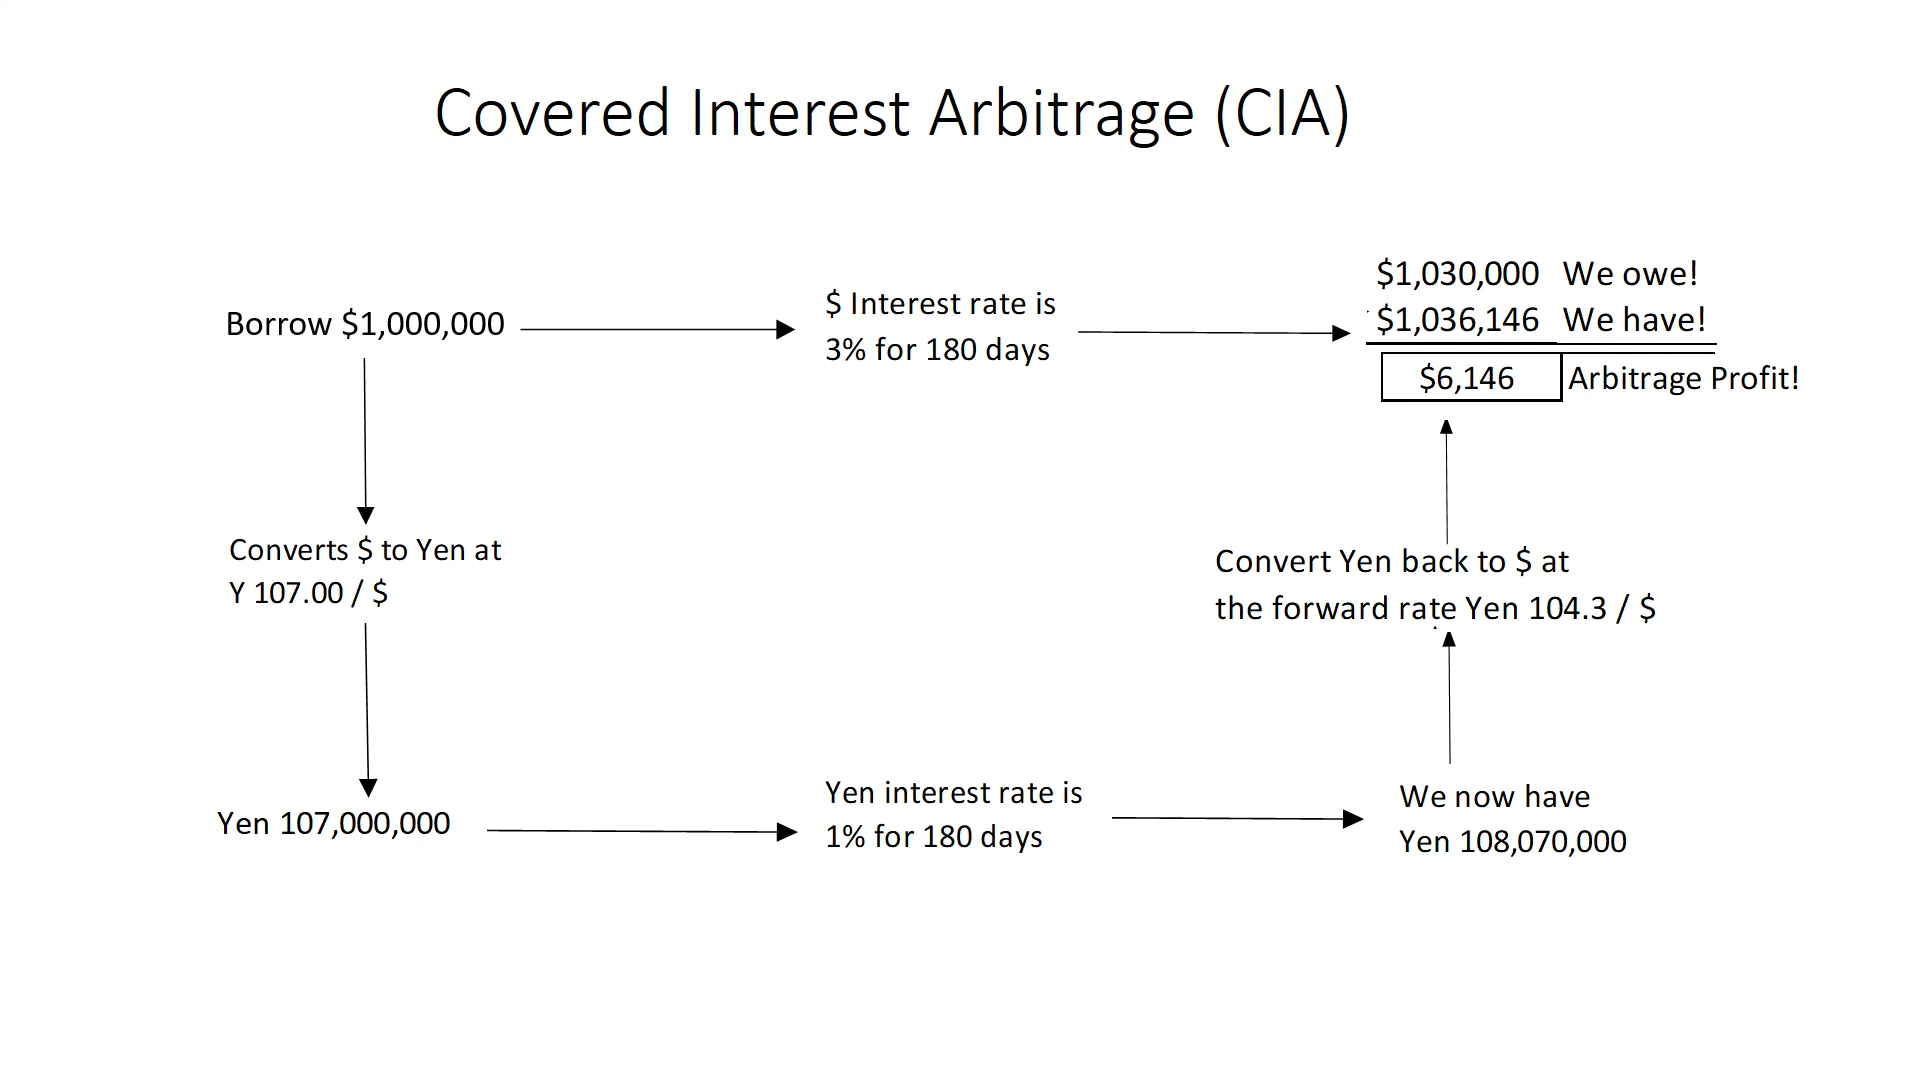 Covered Interest Arbitrage (CIA)
Borrow $1,000,000
$ Interest rate is
3% for 180 days
$1,030,000 We owe!
$1,036,146 We have!
$6,146 Arbitrage Profit!
Converts $ to Yen at
Y 107.00 / $
Convert Yen back to $ at
the forward rate Yen 104.3 / $
Yen 107,000,000
Yen interest rate is
1% for 180 days
We now have
Yen 108,070,000